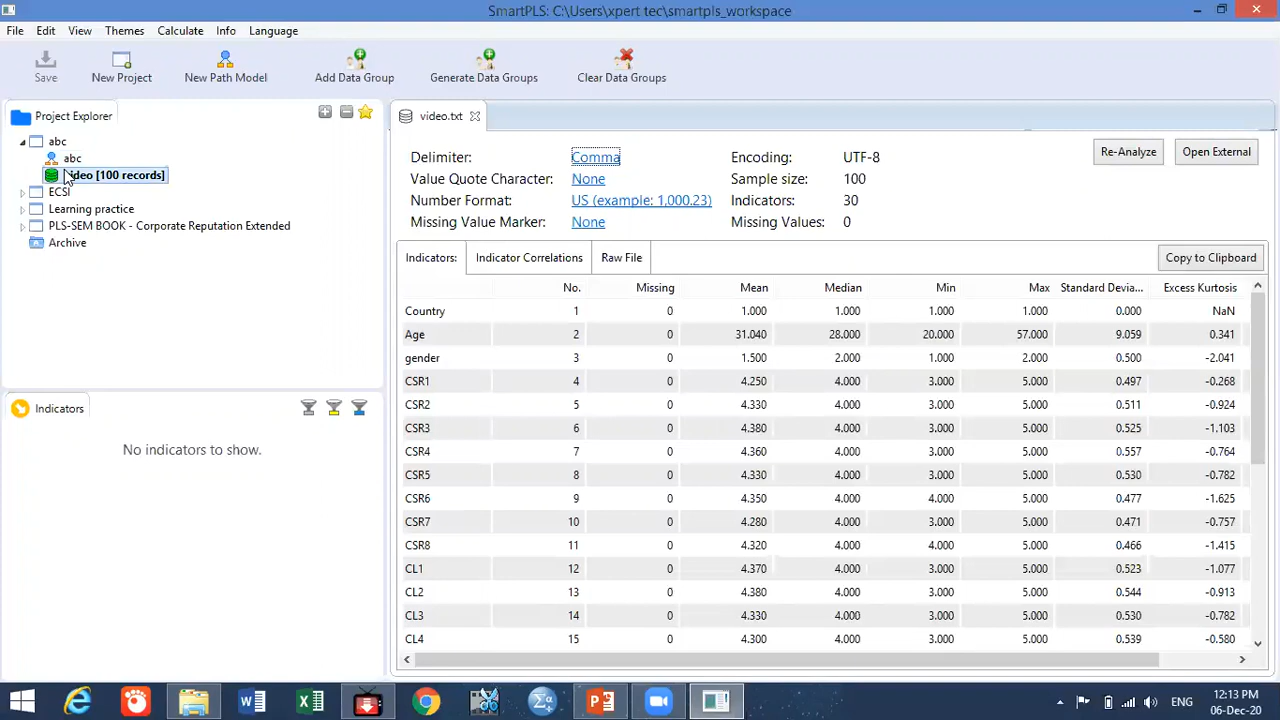 SmartPLS: C:\Users\xpert tec\smartpls_workspace
File Edit View Themes Calculate Info Language
Save New Project New Path Model Add Data Group Generate Data Groups Clear Data Groups
Project Explorer
abc
abc
[100 records]
ECSI
Learning practice
PLS-SEM BOOK - Corporate Reputation Extended
Archive
Indicators
No indicators to show.
video.txt
Delimiter: Comma Encoding: UTF-8 Re-Analyze Open External
Value Quote Character: None Sample size: 100
Number Format: US (example: 1,000.23) Indicators: 30
Missing Value Marker: None Missing Values: 0
Indicators: Indicator Correlations Raw File Copy to Clipboard
No. Missing Mean Median Min Max Standard Devia... Excess Kurtosis
Country 1 0 1.000 1.000 1.000 1.000 0.000 NaN
Age 2 0 31.040 28.000 20.000 57.000 9.059 0.341
gender 3 0 1.500 2.000 1.000 2.000 0.500 -2.041
CSR1 4 0 4.250 4.000 3.000 5.000 0.497 -0.268
CSR2 5 0 4.330 4.000 3.000 5.000 0.511 -0.924
CSR3 6 0 4.380 4.000 3.000 5.000 0.525 -1.103
CSR4 7 0 4.360 4.000 3.000 5.000 0.557 -0.764
CSR5 8 0 4.330 4.000 3.000 5.000 0.530 -0.782
CSR6 9 0 4.350 4.000 4.000 5.000 0.477 -1.625
CSR7 10 0 4.280 4.000 3.000 5.000 0.471 -0.757
CSR8 11 0 4.320 4.000 4.000 5.000 0.466 -1.415
CL1 12 0 4.370 4.000 3.000 5.000 0.523 -1.077
CL2 13 0 4.380 4.000 3.000 5.000 0.544 -0.913
CL3 14 0 4.330 4.000 3.000 5.000 0.530 -0.782
CL4 15 0 4.300 4.000 3.000 5.000 0.539 -0.580
ENG 12:13 PM
06-Dec-20